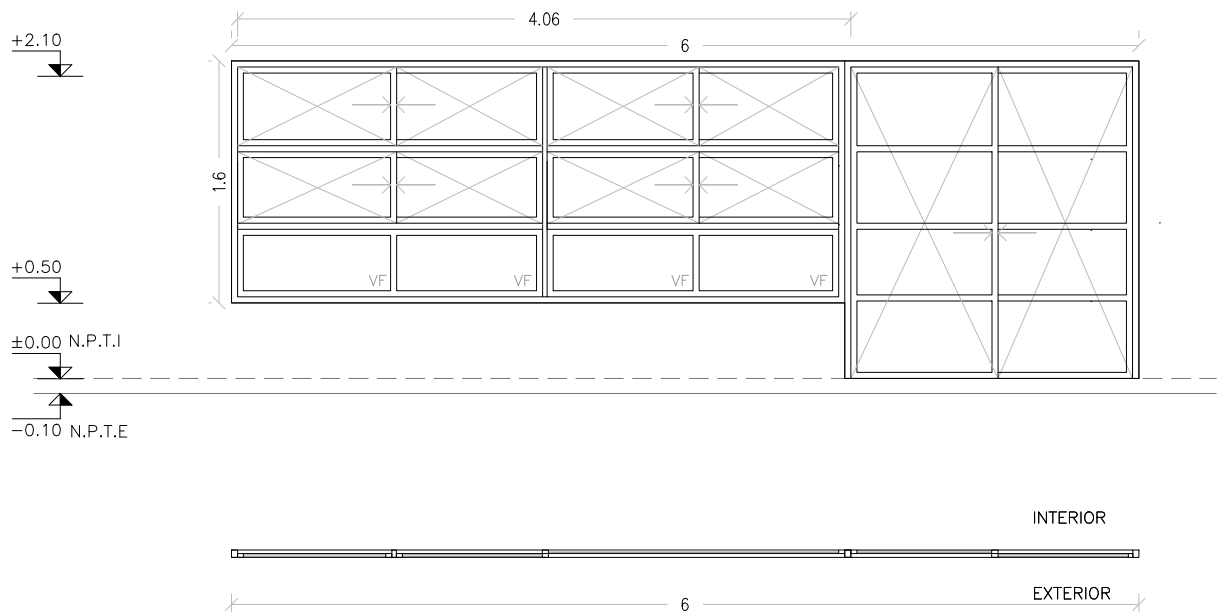 4.06
6
+2.10
1.6
+0.50
VF VF VF VF
±0.00 N.P.T.I
−0.10 N.P.T.E
INTERIOR
EXTERIOR
6